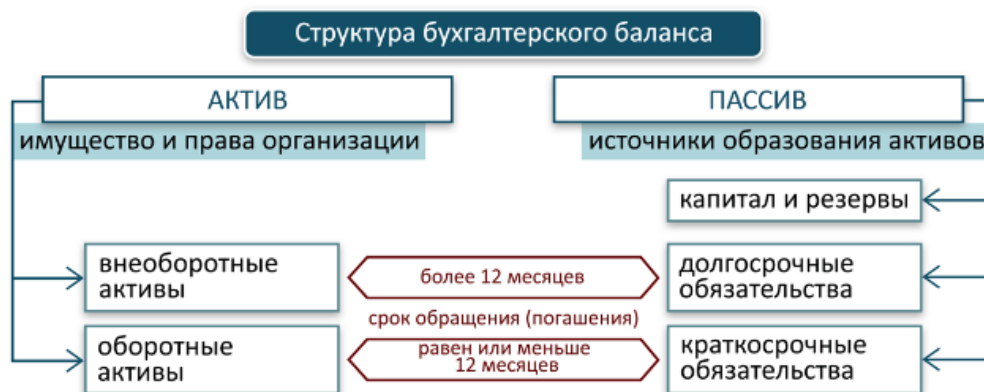 Структура бухгалтерского баланса
АКТИВ
ПАССИВ
имущество и права организации
источники образования активов
капитал и резервы
внеоборотные
активы
более 12 месяцев
долгосрочные
обязательства
срок обращения (погашения)
оборотные
активы
равен или меньше
12 месяцев
краткосрочные
обязательства